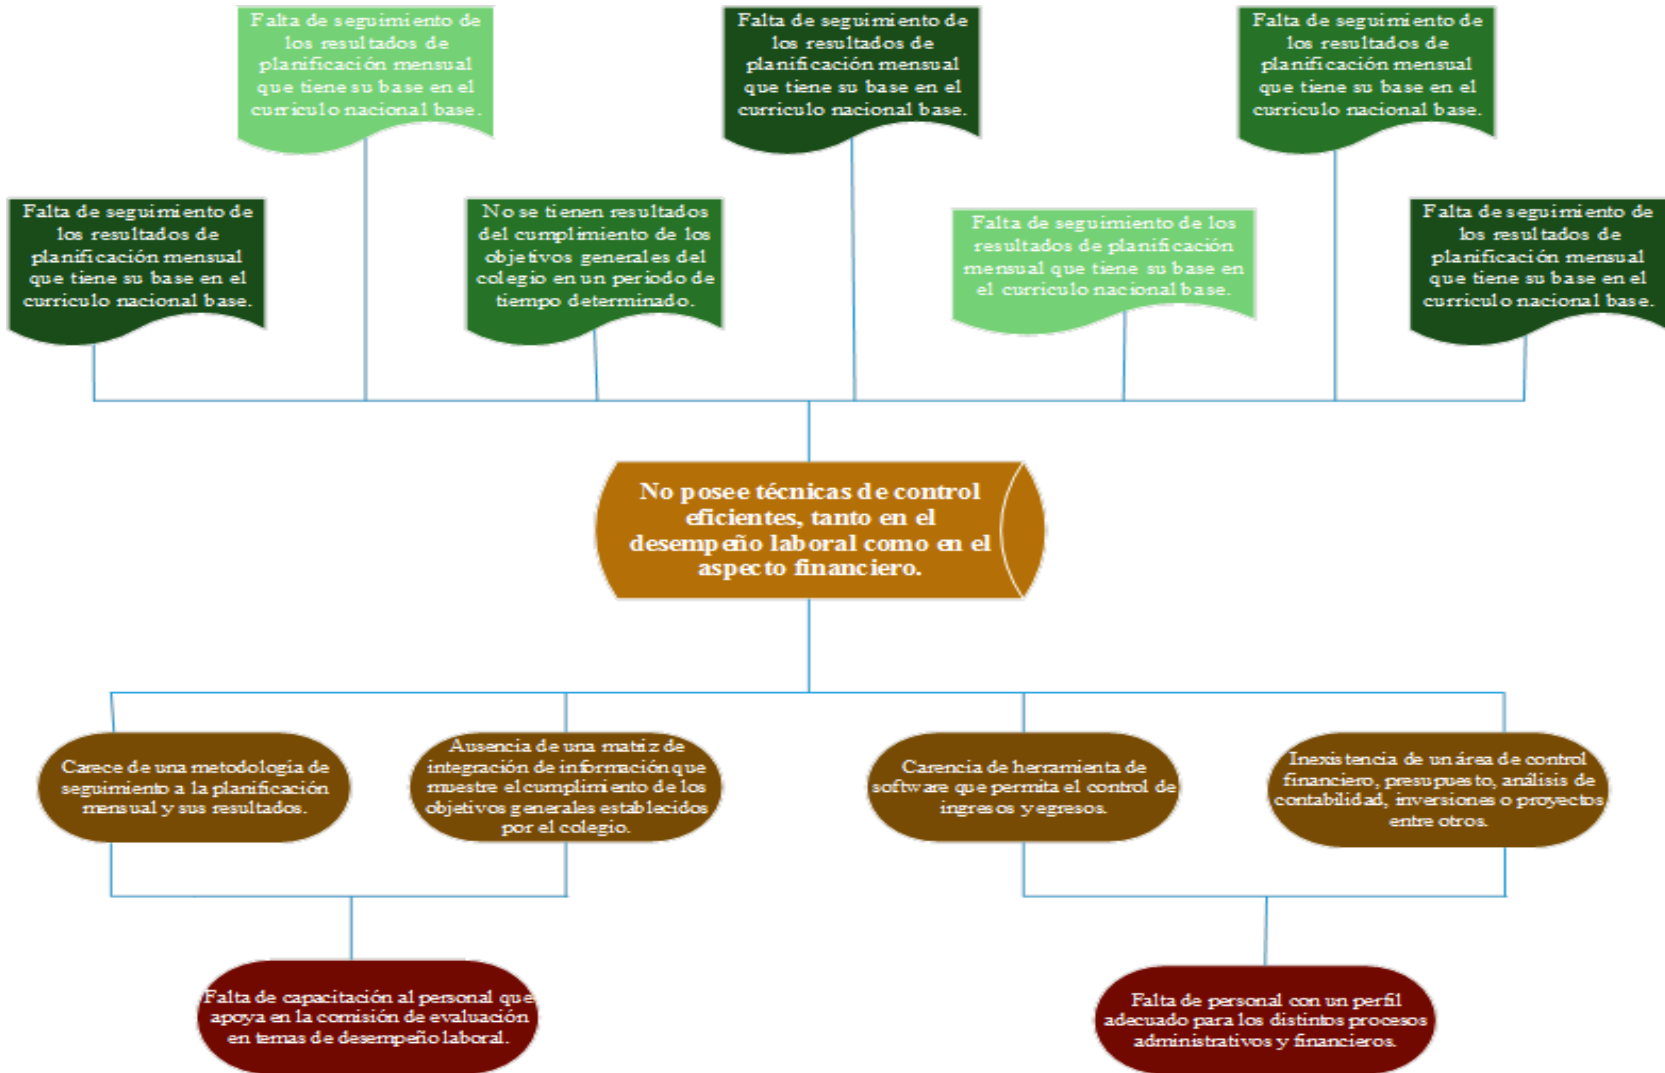 Falta de seguimiento de
los resultados de
planificación mensual
que tiene su base en el
curriculo nacional base.
Falta de seguimiento de
los resultados de
planificación mensual
que tiene su base en el
curriculo nacional base.
Falta de seguimiento de
los resultados de
planificación mensual
que tiene su base en el
curriculo nacional base.
Falta de seguimiento de
los resultados de
planificación mensual
que tiene su base en el
curriculo nacional base.
No se tienen resultados
del cumplimiento de los
objetivos generales del
colegio en un periodo de
tiempo determinado.
Falta de seguimiento de los
resultados de planificación
mensual que tiene su base en
el curriculo nacional base.
Falta de seguimiento de
los resultados de
planificación mensual
que tiene su base en el
curriculo nacional base.
No posee técnicas de control
eficientes, tanto en el
desempeño laboral como en el
aspecto financiero.
Carece de una metodologia de
seguimiento a la planificación
mensual y sus resultados.
Ausencia de una matriz de
integración de información que
muestre el cumplimiento de los
objetivos generales establecidos
por el colegio.
Carencia de herramienta de
software que permita el control de
ingresos y egresos.
Inexistencia de un área de control
financiero, presupuesto, análisis de
contabilidad, inversiones o proyectos
entre otros.
Falta de capacitación al personal que
apoya en la comisión de evaluación
en temas de desempeño laboral.
Falta de personal con un perfil
adecuado para los distintos procesos
administrativos y financieros.